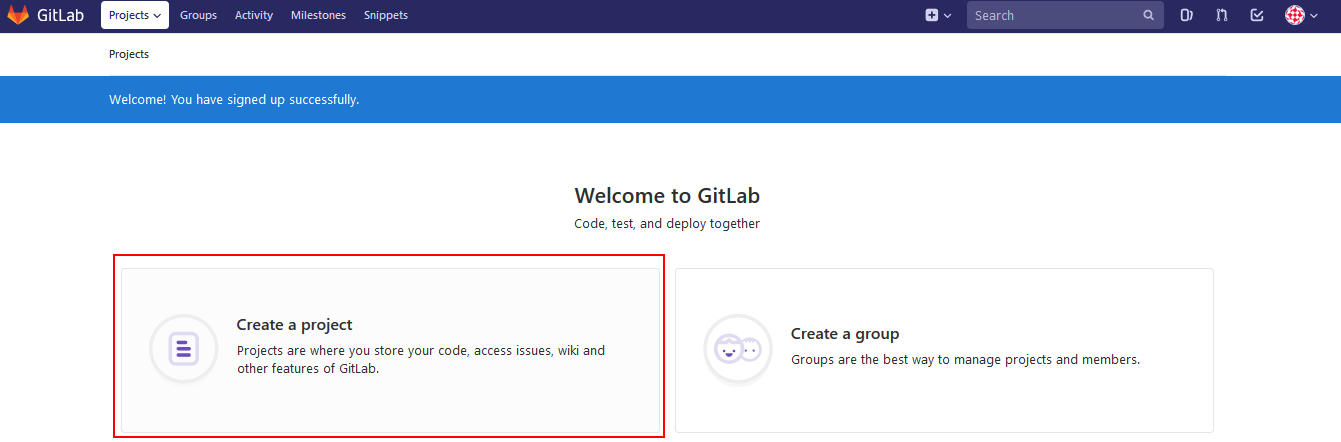 GitLab Projects Groups Activity Milestones Snippets Search
Projects
Welcome! You have signed up successfully.
Welcome to GitLab
Code, test, and deploy together
Create a project
Projects are where you store your code, access issues, wiki and
other features of GitLab.
Create a group
Groups are the best way to manage projects and members.